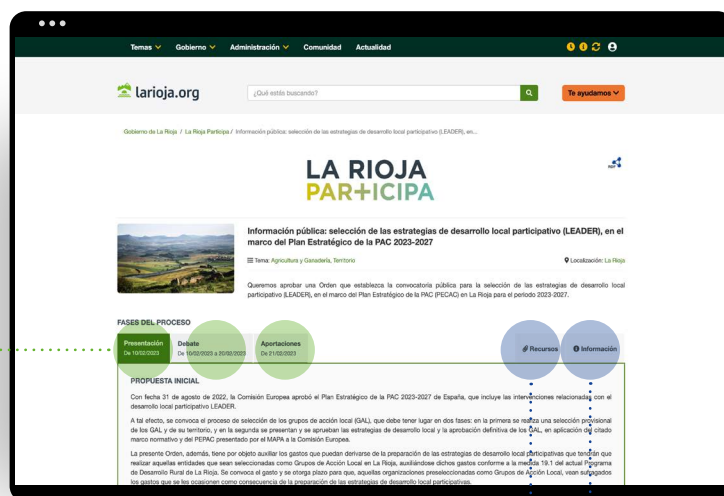 Temas Gobierno Administración Comunidad Actualidad
larioja.org ¿Qué estás buscando? Te ayudamos
Gobierno de La Rioja / La Rioja Participa / Información pública: selección de las estrategias de desarrollo local participativo (LEADER), en...
LA RIOJA
PARTICIPA
RDF
Información pública: selección de las estrategias de desarrollo local participativo (LEADER), en el
marco del Plan Estratégico de la PAC 2023-2027
Tema: Agricultura y Ganadería, Territorio Localización: La Rioja
Queremos aprobar una Orden que establezca la convocatoria pública para la selección de las estrategias de desarrollo local
participativo (LEADER), en el marco del Plan Estratégico de la PAC (PECAC) en La Rioja para el periodo 2023-2027.
FASES DEL PROCESO
Presentación Debate Aportaciones Recursos Información
De 10/02/2023 De 10/02/2023 a 20/02/2023 De 21/02/2023
PROPUESTA INICIAL
Con fecha 31 de agosto de 2022, la Comisión Europea aprobó el Plan Estratégico de la PAC 2023-2027 de España, que incluye las intervenciones relacionadas con el
desarrollo local participativo LEADER.
A tal efecto, se convoca el proceso de selección de los grupos de acción local (GAL), que debe tener lugar en dos fases: en la primera se realiza una selección provisional
de los GAL y de su territorio, y en la segunda se presentan y se aprueban las estrategias de desarrollo local y la aprobación definitiva de los GAL, en aplicación del citado
marco normativo y del PEPAC presentado por el MAPA a la Comisión Europea.
La presente Orden, además, tiene por objeto auxiliar los gastos que puedan derivarse de la preparación de las estrategias de desarrollo local participativas que tendrán que
realizar aquellas entidades que sean seleccionadas como Grupos de Acción Local en La Rioja, auxiliándose dichos gastos conforme a la medida 19.1 del actual Programa
de Desarrollo Rural de La Rioja. Se convoca el gasto y se otorga plazo para que, aquellas organizaciones preseleccionadas como Grupos de Acción Local, vean sufragados
los gastos que se les ocasionen como consecuencia de la preparación de las estrategias de desarrollo local participativas.